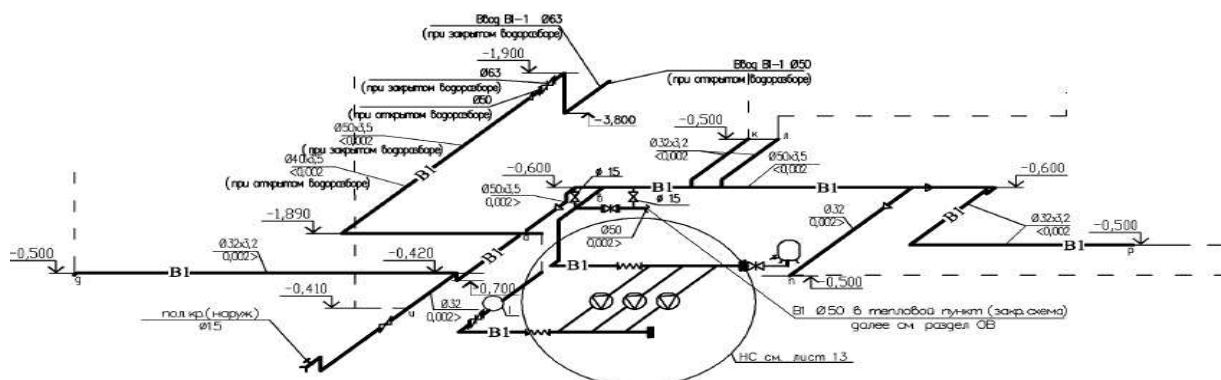 Ввод В1-1 Ø63
(при закрытом водоразборе)
-1,900
Ввод В1-1 Ø50
(при открытом водоразборе)
Ø63
(при закрытом водоразборе)
Ø50
(при открытом водоразборе)
-3,800
Ø50х3,5
<0,002
(при закрытом водоразборе)
Ø40х3,5
<0,002
(при открытом водоразборе)
В1
-0,500
к л
Ø32х3,2
<0,002
Ø50х3,5
<0,002
-0,600
Ø50х3,5
0,002>
ø 15
В1
ø 15
В1
-0,600
-1,890
Ø50
0,002>
Ø32
0,002>
В1
Ø32х3,2
<0,002
-0,500
В1
р
-0,500
Ø32х3,2
0,002>
-0,420
В1
д
В1
В1
-0,700
п
-0,500
-0,410
и
Ø32
0,002>
пол.кр.(наруж)
Ø15
В1
В1 Ø50 в тепловой пункт (закр.схема)
далее см. раздел ОВ
НС см. лист 13